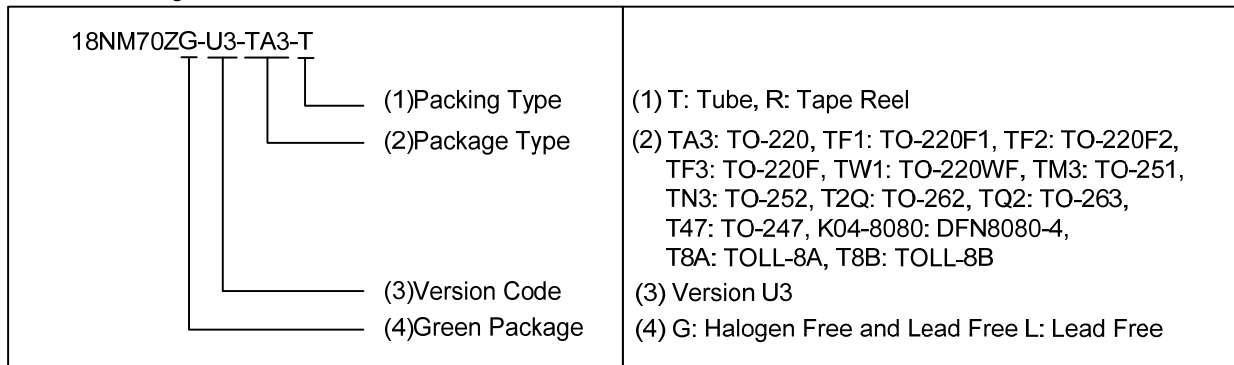 18NM70ZG-U3-TA3-T
(1)Packing Type
(2)Package Type
(3)Version Code
(4)Green Package
(1) T: Tube, R: Tape Reel
(2) TA3: TO-220, TF1: TO-220F1, TF2: TO-220F2,
TF3: TO-220F, TW1: TO-220WF, TM3: TO-251,
TN3: TO-252, T2Q: TO-262, TQ2: TO-263,
T47: TO-247, K04-8080: DFN8080-4,
T8A: TOLL-8A, T8B: TOLL-8B
(3) Version U3
(4) G: Halogen Free and Lead Free L: Lead Free